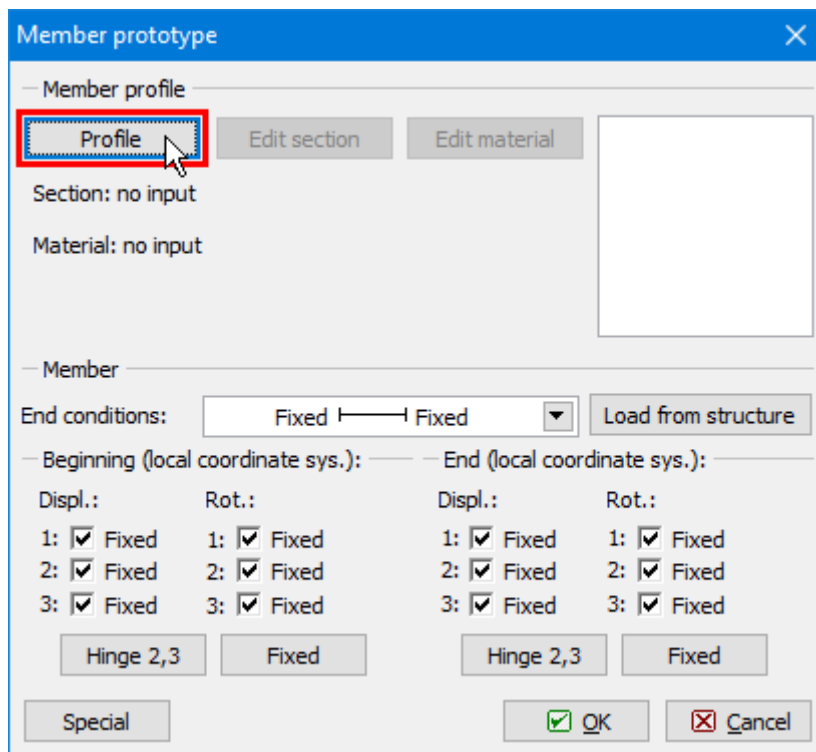 Member prototype
Member profile
Profile Edit section Edit material
Section: no input
Material: no input
Member
End conditions: Fixed Fixed Load from structure
Beginning (local coordinate sys.): End (local coordinate sys.):
Displ.: Rot.: Displ.: Rot.:
1: Fixed 1: Fixed 1: Fixed 1: Fixed
2: Fixed 2: Fixed 2: Fixed 2: Fixed
3: Fixed 3: Fixed 3: Fixed 3: Fixed
Hinge 2,3 Fixed Hinge 2,3 Fixed
Special OK Cancel